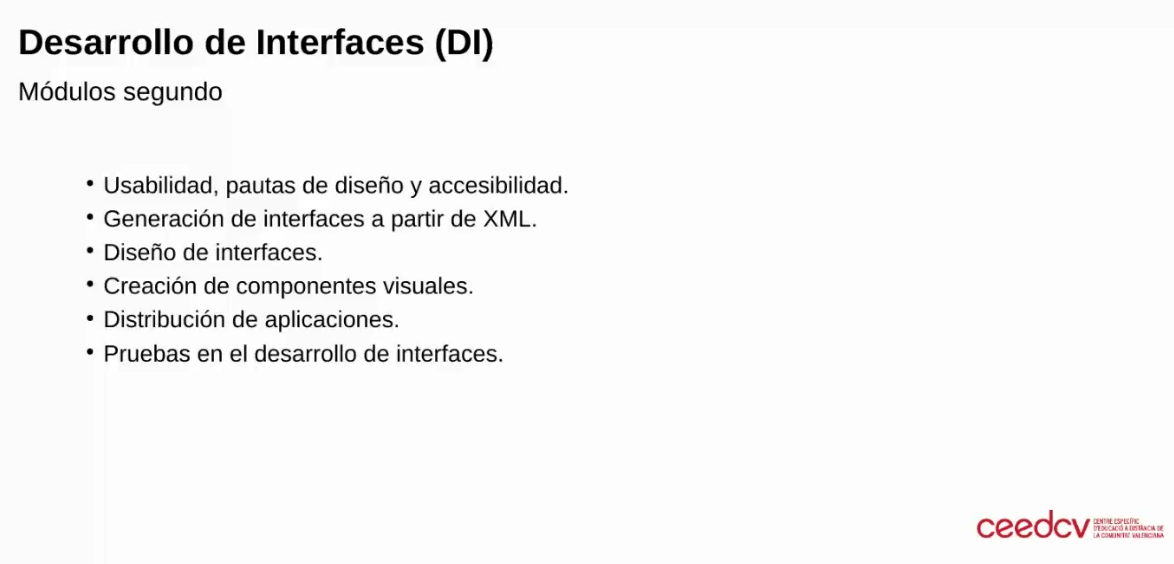 Desarrollo de Interfaces (DI)
Módulos segundo
• Usabilidad, pautas de diseño y accesibilidad.
• Generación de interfaces a partir de XML.
• Diseño de interfaces.
• Creación de componentes visuales.
• Distribución de aplicaciones.
• Pruebas en el desarrollo de interfaces.
ceedcv
CENTRE ESPECÍFIC
D'EDUCACIÓ A DISTÀNCIA DE
LA COMUNITAT VALENCIANA